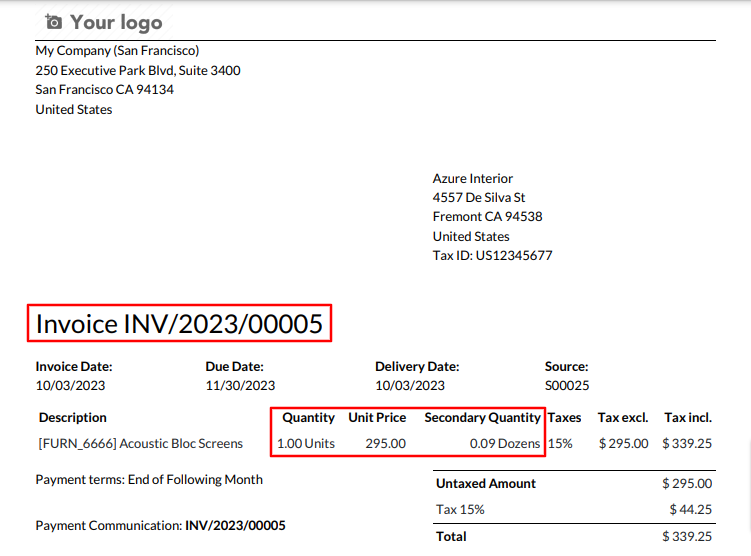 Your logo
My Company (San Francisco)
250 Executive Park Blvd, Suite 3400
San Francisco CA 94134
United States
Azure Interior
4557 De Silva St
Fremont CA 94538
United States
Tax ID: US12345677
Invoice INV/2023/00005
Invoice Date: Due Date: Delivery Date: Source:
10/03/2023 11/30/2023 10/03/2023 S00025
Description Quantity Unit Price Secondary Quantity Taxes Tax excl. Tax incl.
[FURN_6666] Acoustic Bloc Screens 1.00 Units 295.00 0.09 Dozens 15% $ 295.00 $ 339.25
Payment terms: End of Following Month
Untaxed Amount $ 295.00
Tax 15% $ 44.25
Payment Communication: INV/2023/00005
Total $ 339.25